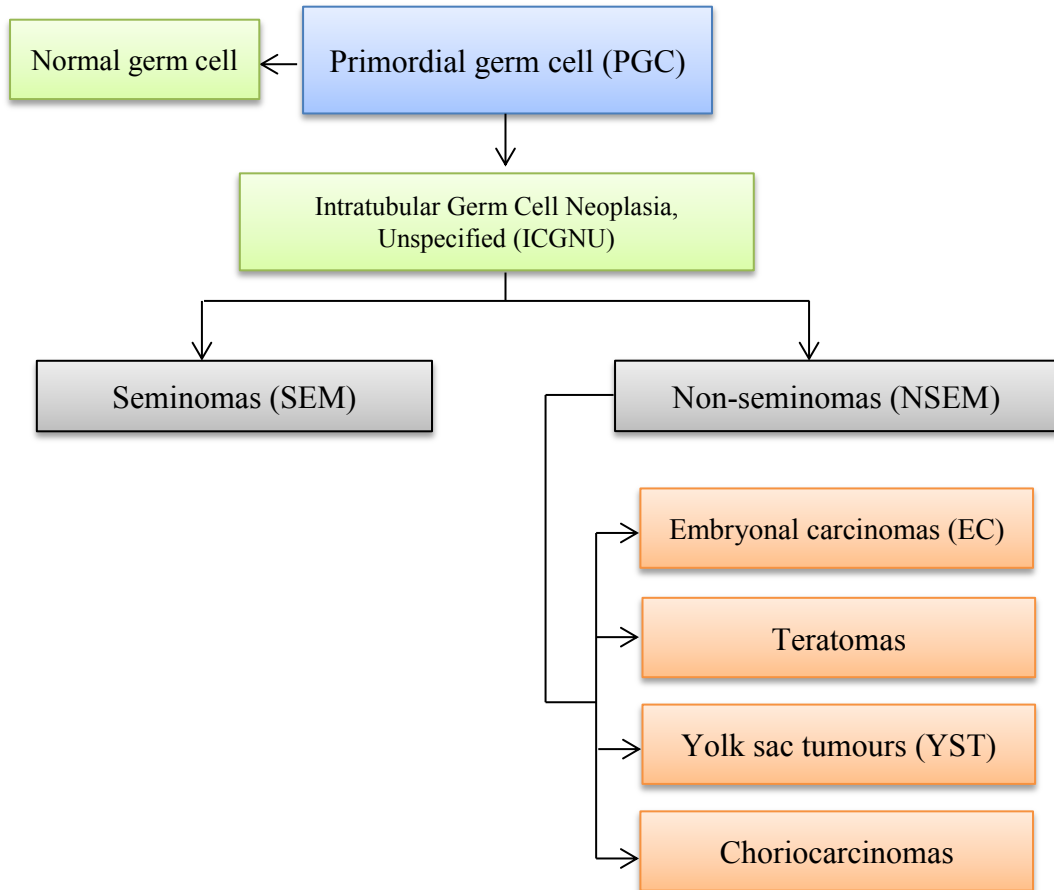 Normal germ cell
Primordial germ cell (PGC)
Intratubular Germ Cell Neoplasia,
Unspecified (ICGNU)
Seminomas (SEM)
Non-seminomas (NSEM)
Embryonal carcinomas (EC)
Teratomas
Yolk sac tumours (YST)
Choriocarcinomas